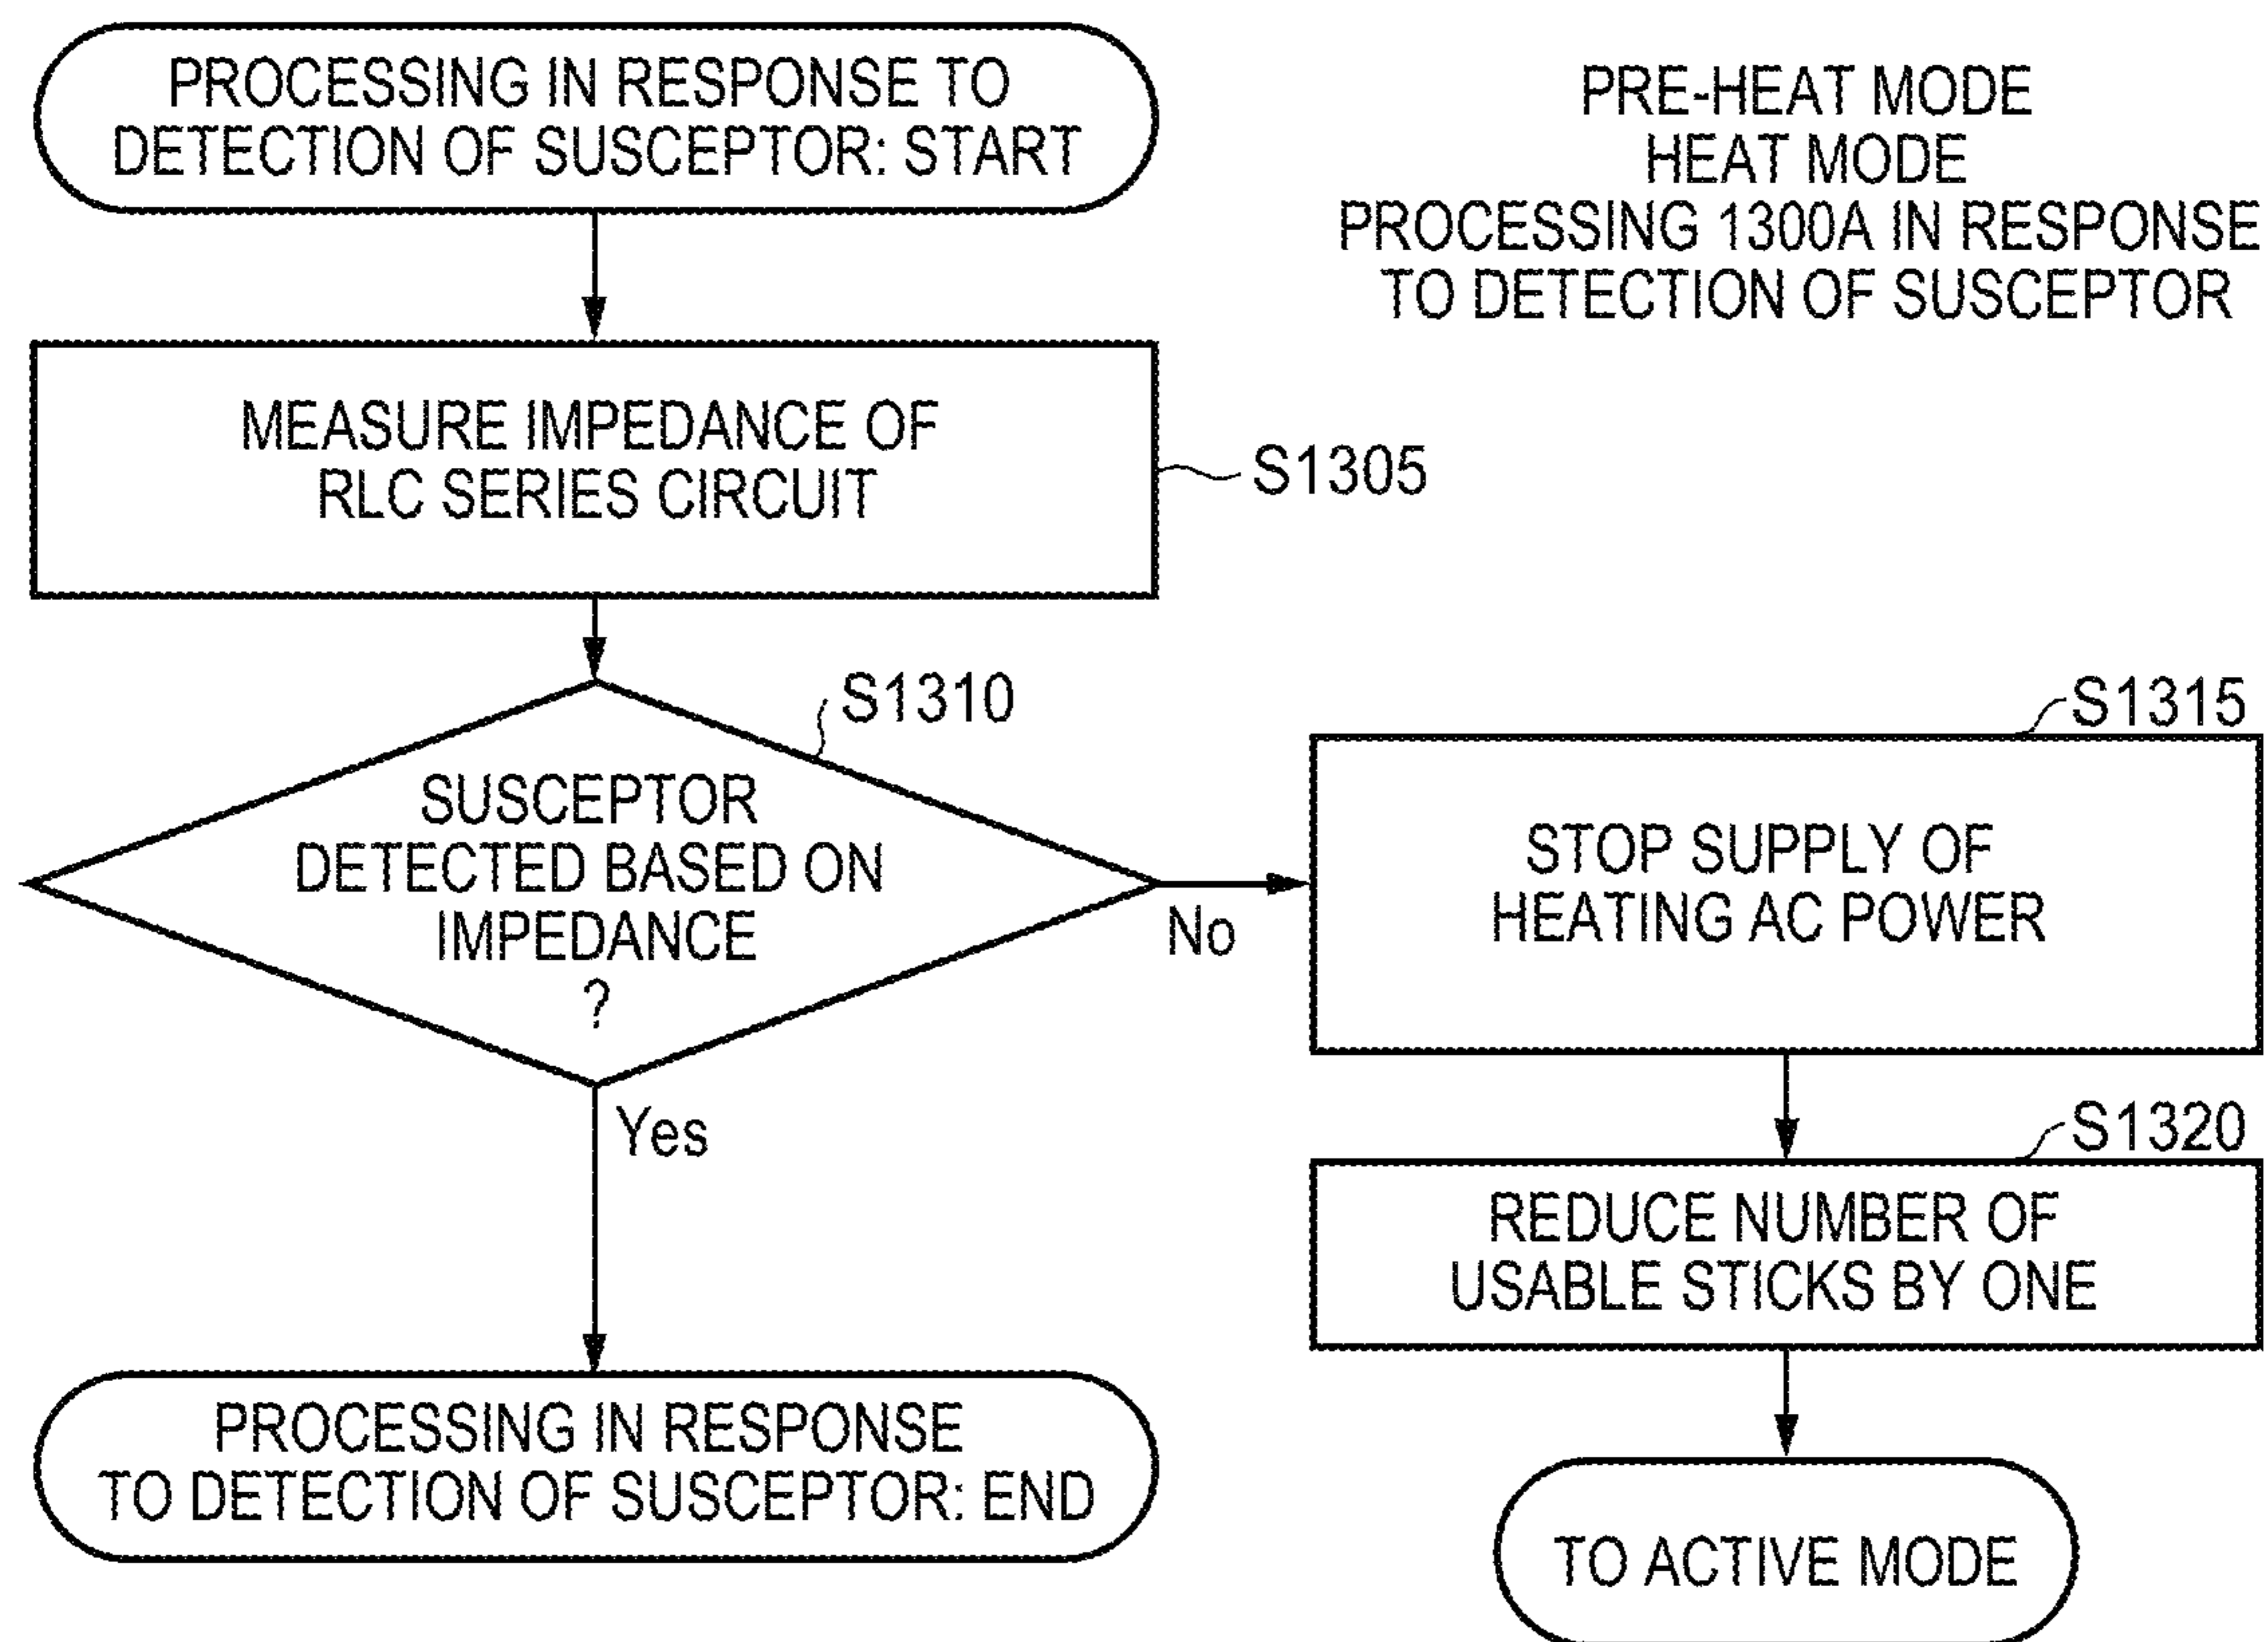 PROCESSING IN RESPONSE TO
DETECTION OF SUSCEPTOR: START
PRE-HEAT MODE
HEAT MODE
PROCESSING 1300A IN RESPONSE
TO DETECTION OF SUSCEPTOR
MEASURE IMPEDANCE OF
RLC SERIES CIRCUIT
S1305
S1310
SUSCEPTOR
DETECTED BASED ON
IMPEDANCE
?
No
Yes
S1315
STOP SUPPLY OF
HEATING AC POWER
S1320
REDUCE NUMBER OF
USABLE STICKS BY ONE
PROCESSING IN RESPONSE
TO DETECTION OF SUSCEPTOR: END
TO ACTIVE MODE